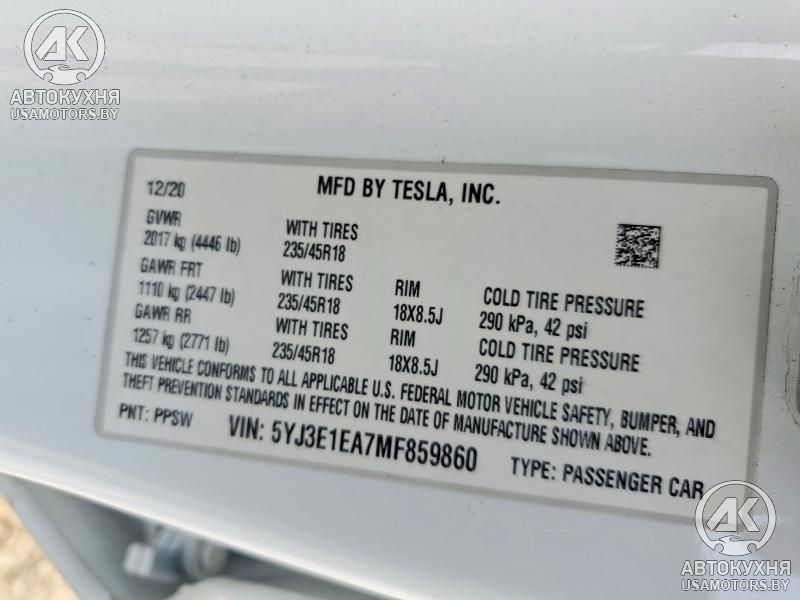 AK
АВТОКУХНЯ
USAMOTORS.BY
12/20 MFD BY TESLA, INC.
GVWR
2017 kg (4446 lb) WITH TIRES
235/45R18
GAWR FRT
1110 kg (2447 lb) WITH TIRES
235/45R18 RIM
18X8.5J COLD TIRE PRESSURE
290 kPa, 42 psi
GAWR RR
1257 kg (2771 lb) WITH TIRES
235/45R18 RIM
18X8.5J COLD TIRE PRESSURE
290 kPa, 42 psi
THIS VEHICLE CONFORMS TO ALL APPLICABLE U.S. FEDERAL MOTOR VEHICLE SAFETY, BUMPER, AND
THEFT PREVENTION STANDARDS IN EFFECT ON THE DATE OF MANUFACTURE SHOWN ABOVE.
PNT: PPSW VIN: 5YJ3E1EA7MF859860 TYPE: PASSENGER CAR
AK
АВТОКУХНЯ
USAMOTORS.BY